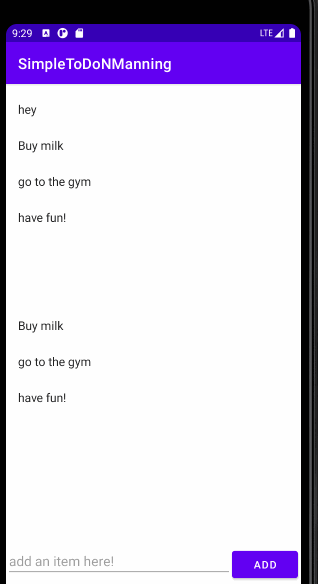 9:29
LTE
SimpleToDoNManning
hey
Buy milk
go to the gym
have fun!
Buy milk
go to the gym
have fun!
add an item here!
ADD